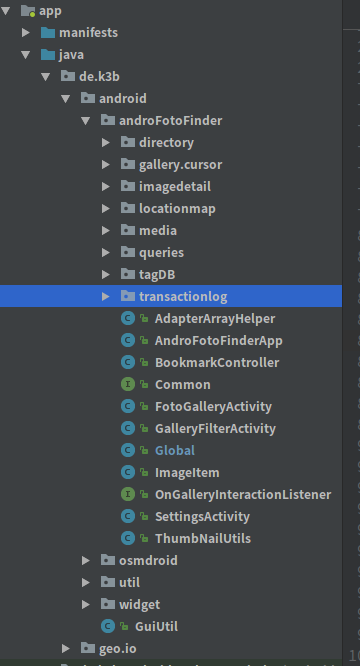 app
manifests
java
de.k3b
android
androFotoFinder
directory
gallery.cursor
imagedetail
locationmap
media
queries
tagDB
transactionlog
C AdapterArrayHelper
C AndroFotoFinderApp
C BookmarkController
I Common
C FotoGalleryActivity
C GalleryFilterActivity
C Global
C ImageItem
I OnGalleryInteractionListener
C SettingsActivity
C ThumbNailUtils
osmdroid
util
widget
C GuiUtil
geo.io